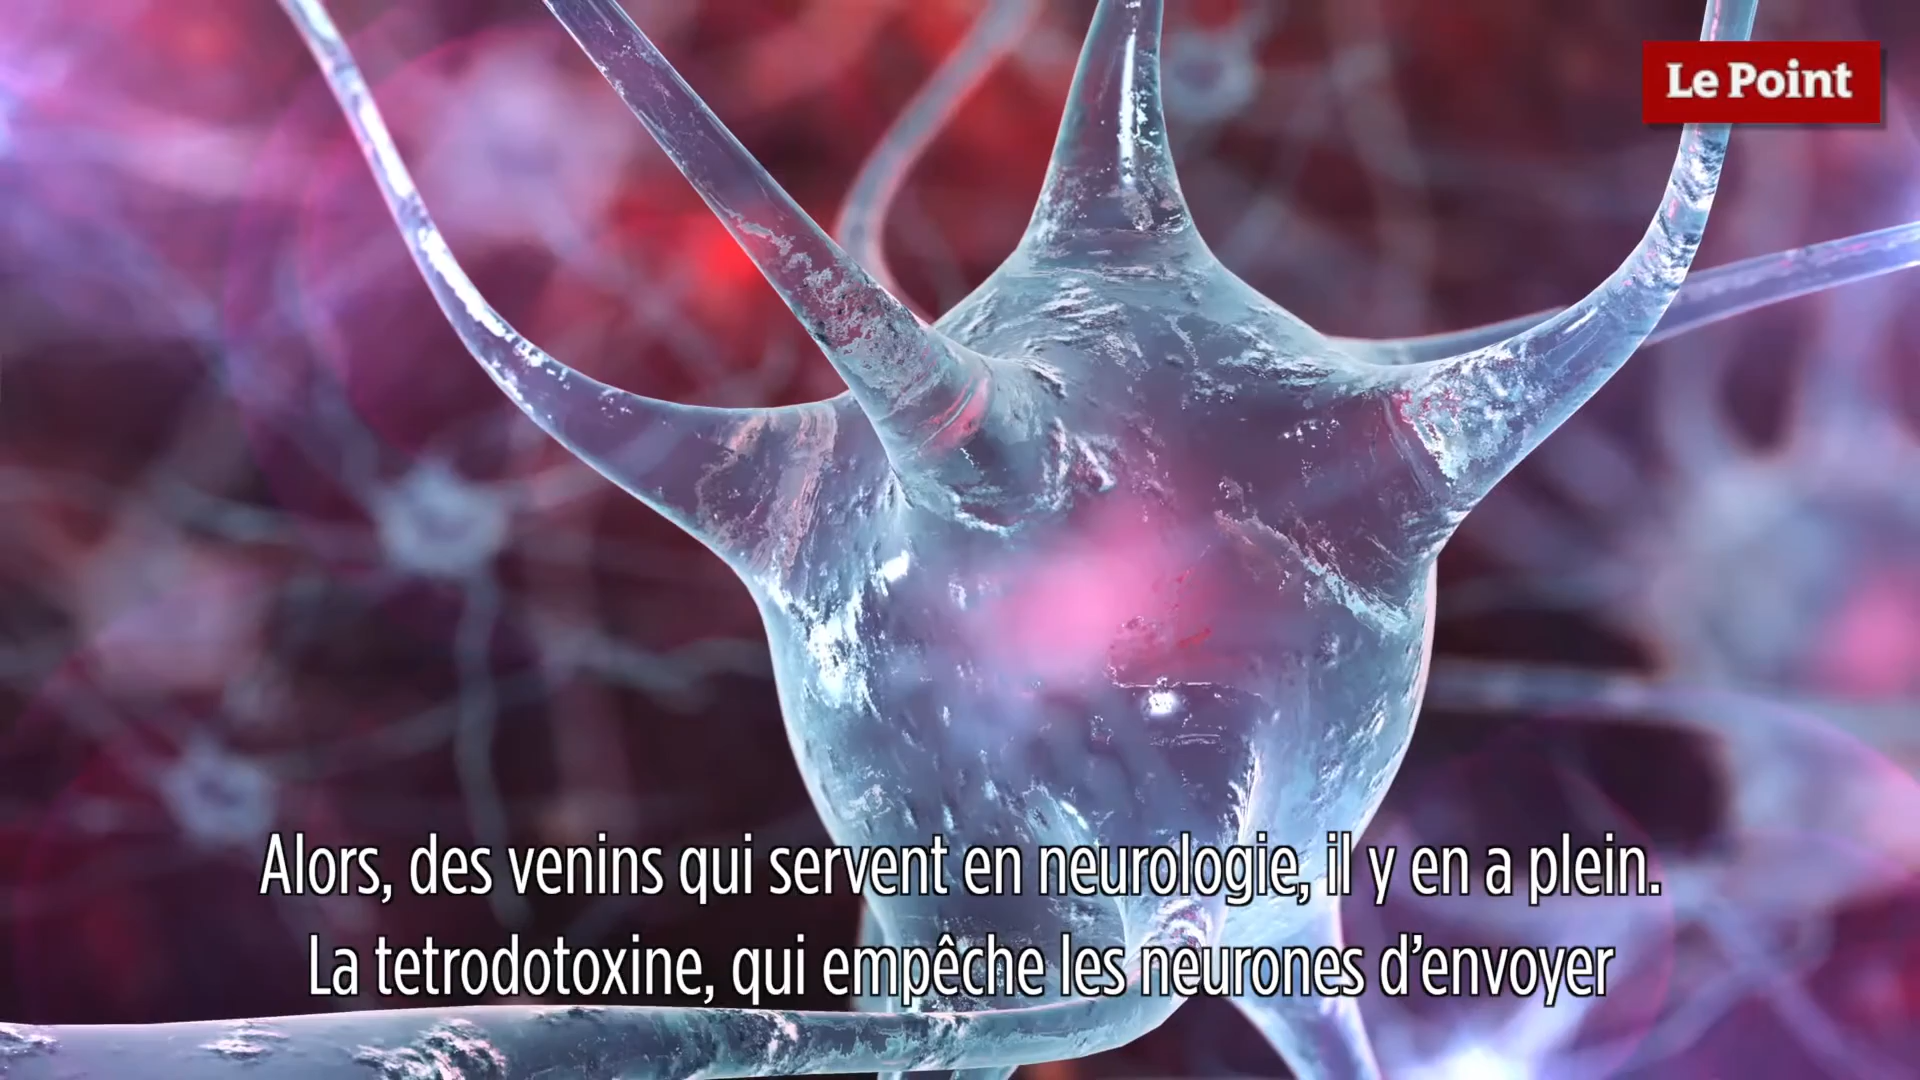 Le Point
Alors, des venins qui servent en neurologie, il y en a plein.
La tetrodotoxine, qui empêche les neurones d’envoyer